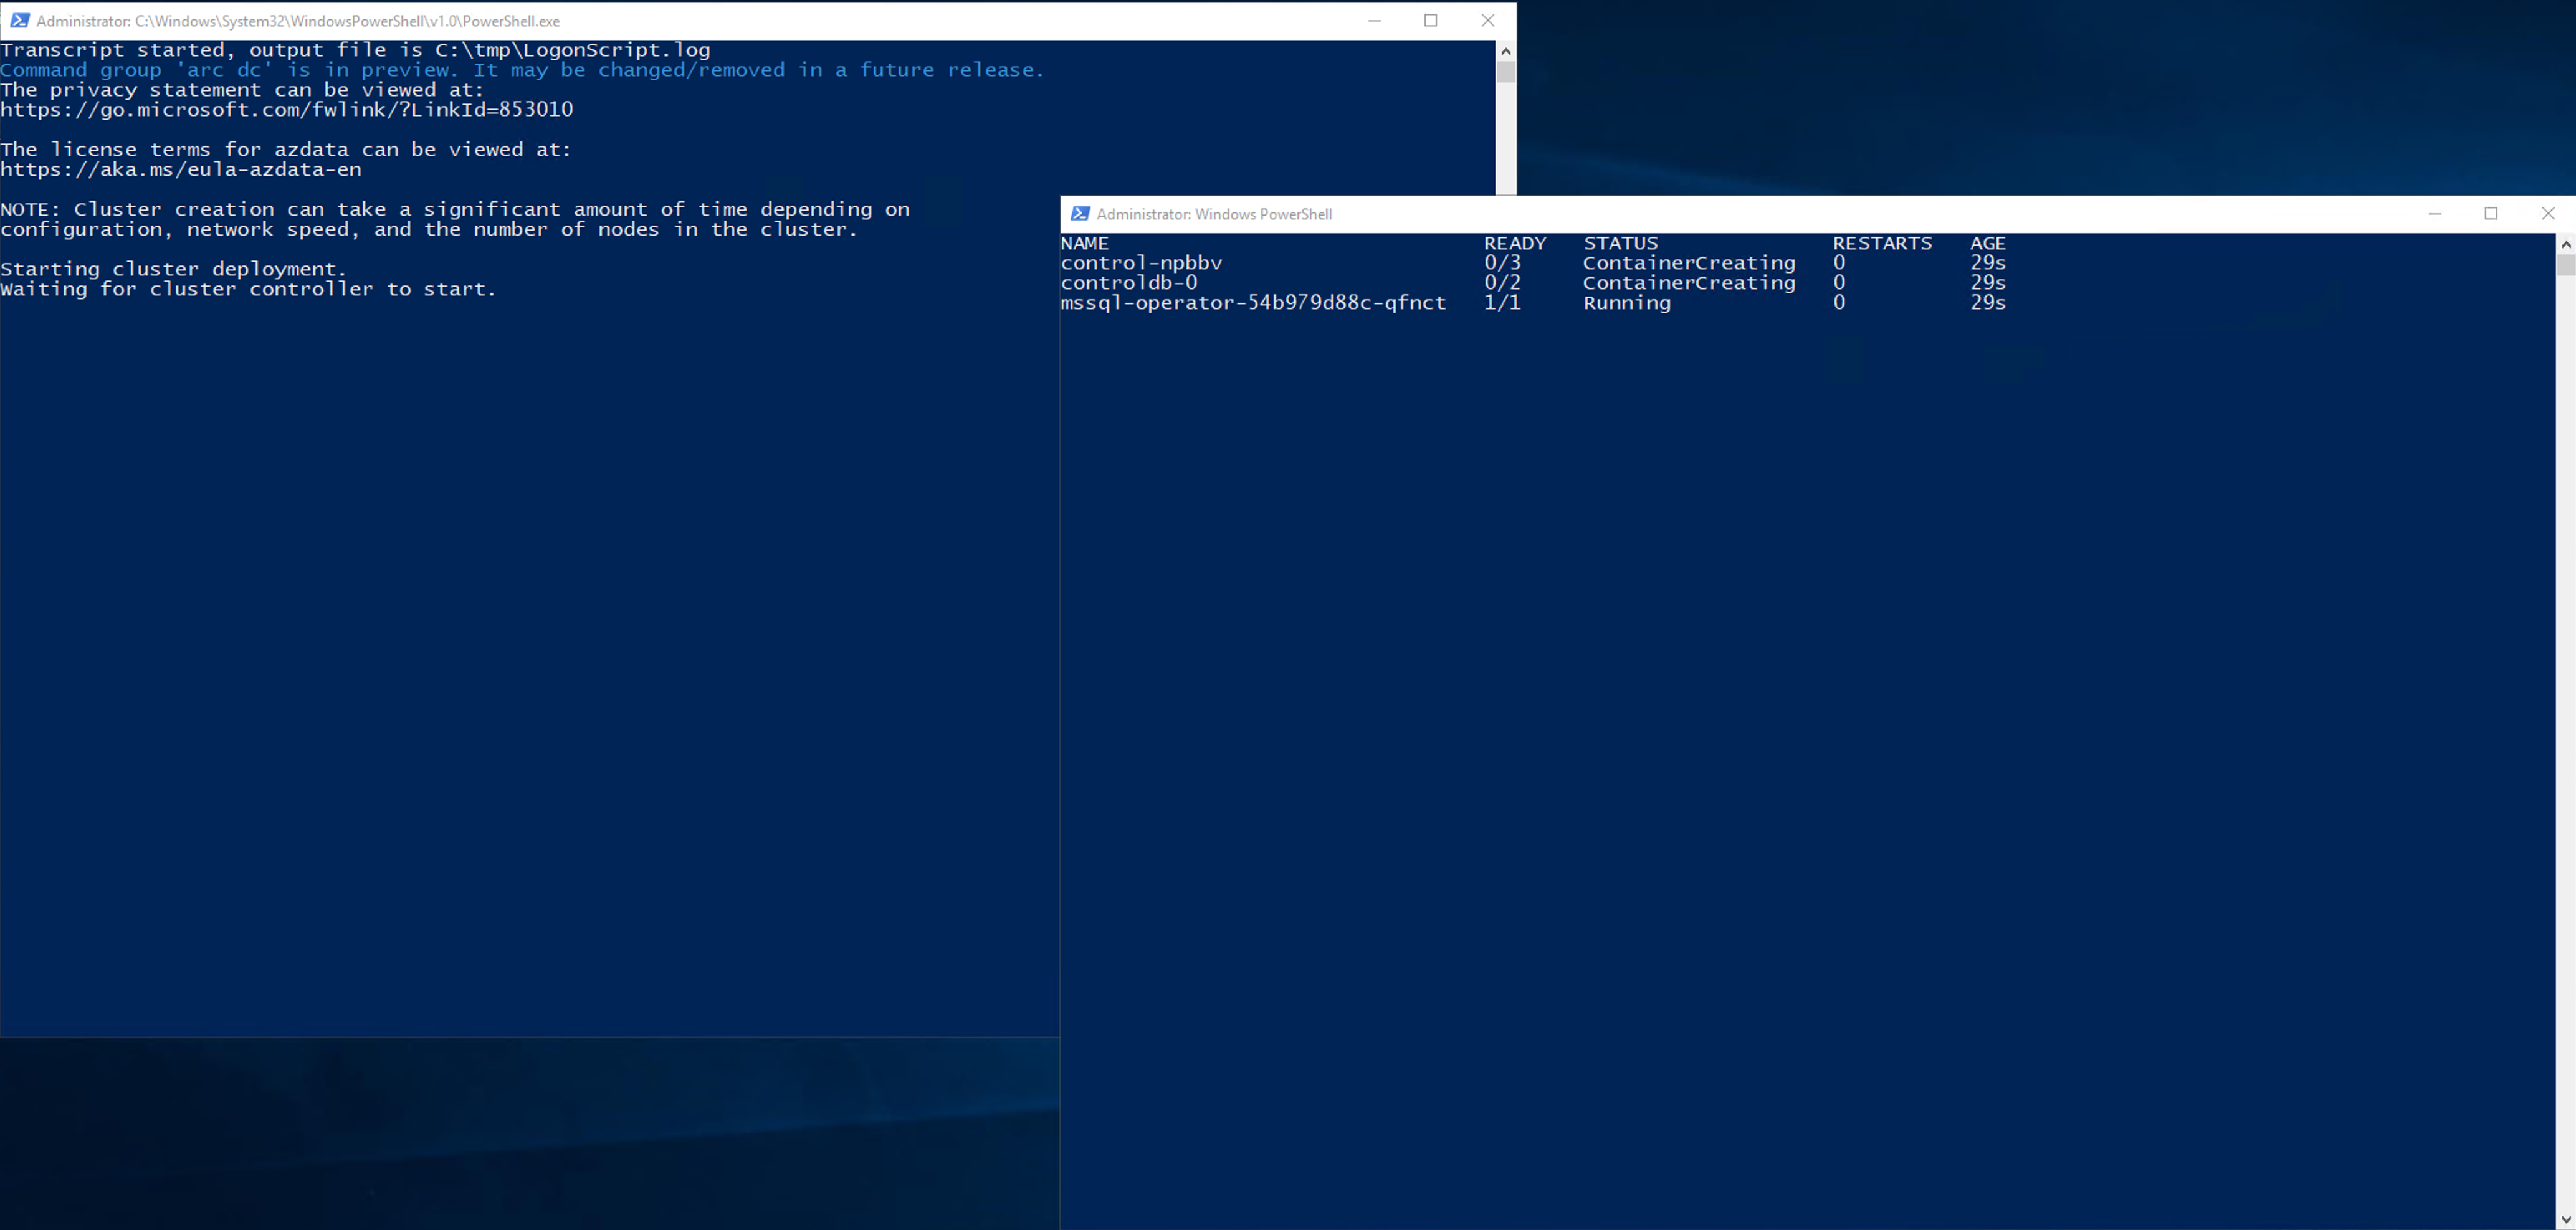 Administrator: C:\Windows\System32\WindowsPowerShell\v1.0\PowerShell.exe
Transcript started, output file is C:\tmp\LogonScript.log
Command group 'arc dc' is in preview. It may be changed/removed in a future release.
The privacy statement can be viewed at:
https://go.microsoft.com/fwlink/?LinkId=853010
The license terms for azdata can be viewed at:
https://aka.ms/eula-azdata-en
NOTE: Cluster creation can take a significant amount of time depending on
configuration, network speed, and the number of nodes in the cluster.
Starting cluster deployment.
Waiting for cluster controller to start.
Administrator: Windows PowerShell
NAME READY STATUS RESTARTS AGE
control-npbbv 0/3 ContainerCreating 0 29s
controldb-0 0/2 ContainerCreating 0 29s
mssql-operator-54b979d88c-qfnct 1/1 Running 0 29s